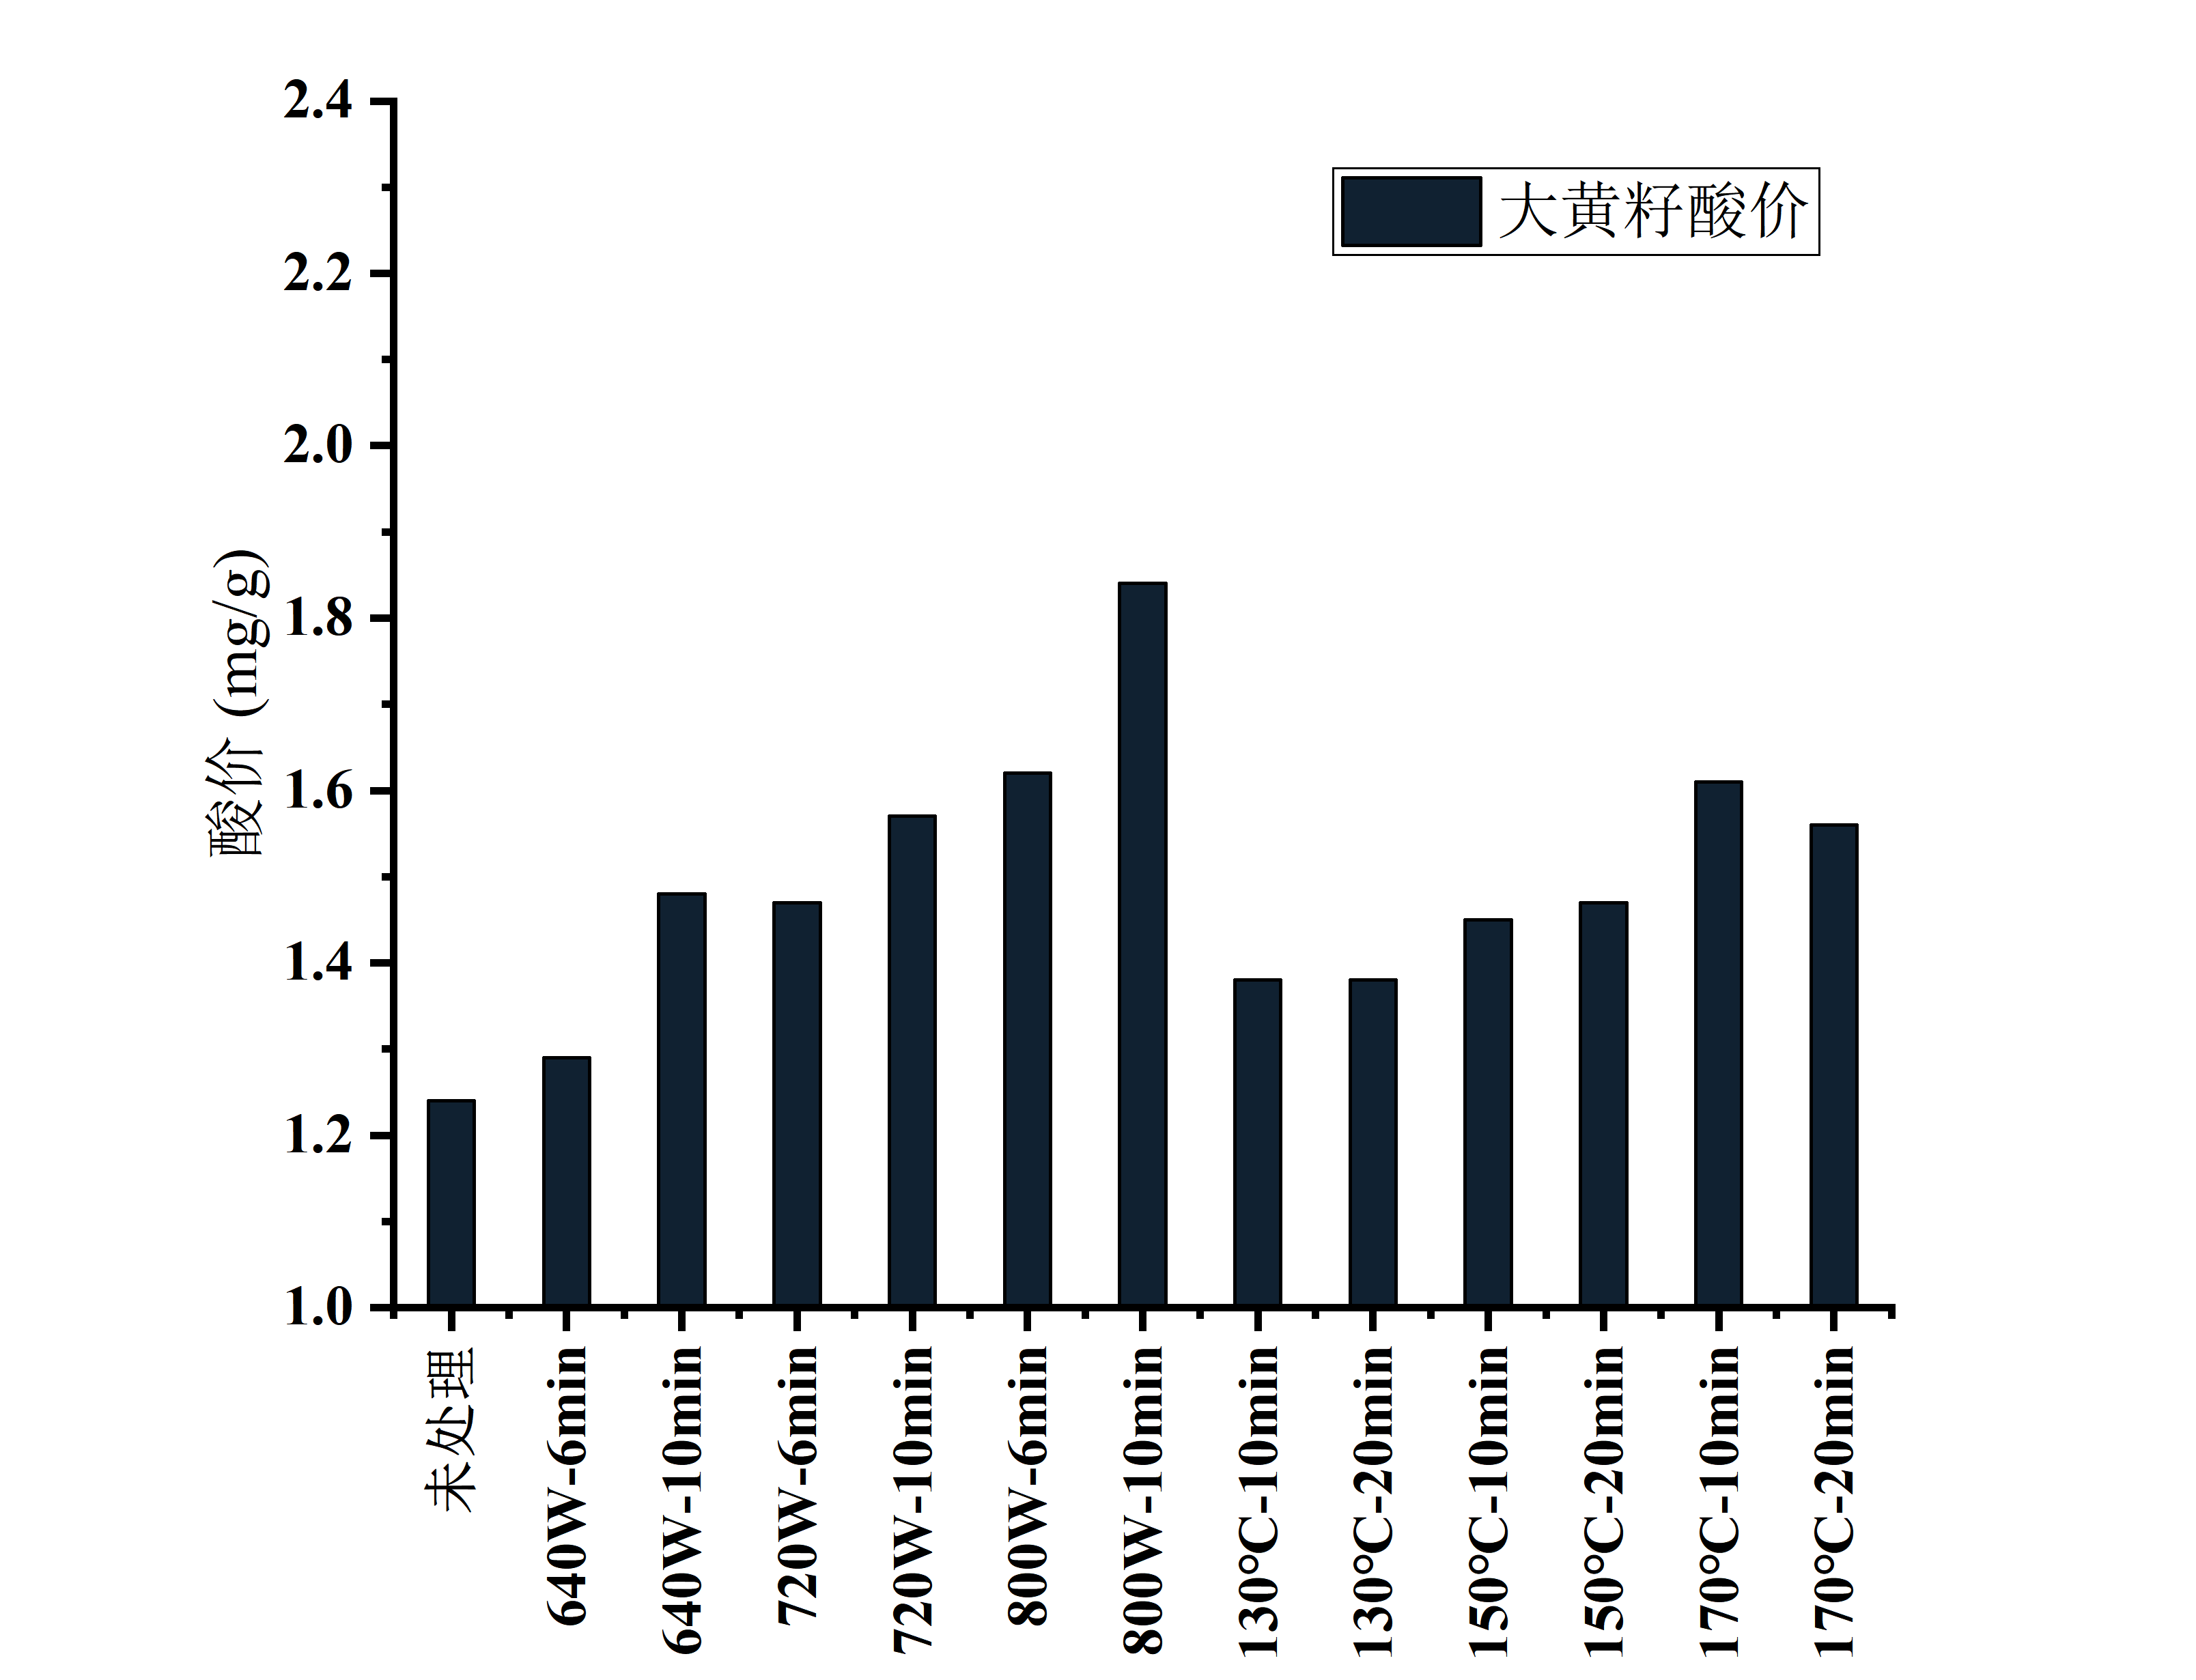 2.4
2.2
2.0
1.8
1.6
1.4
1.2
1.0
酸价 (mg/g)
大黄籽酸价
未处理
640W-6min
640W-10min
720W-6min
720W-10min
800W-6min
800W-10min
130°C-10min
130°C-20min
150°C-10min
150°C-20min
170°C-10min
170°C-20min